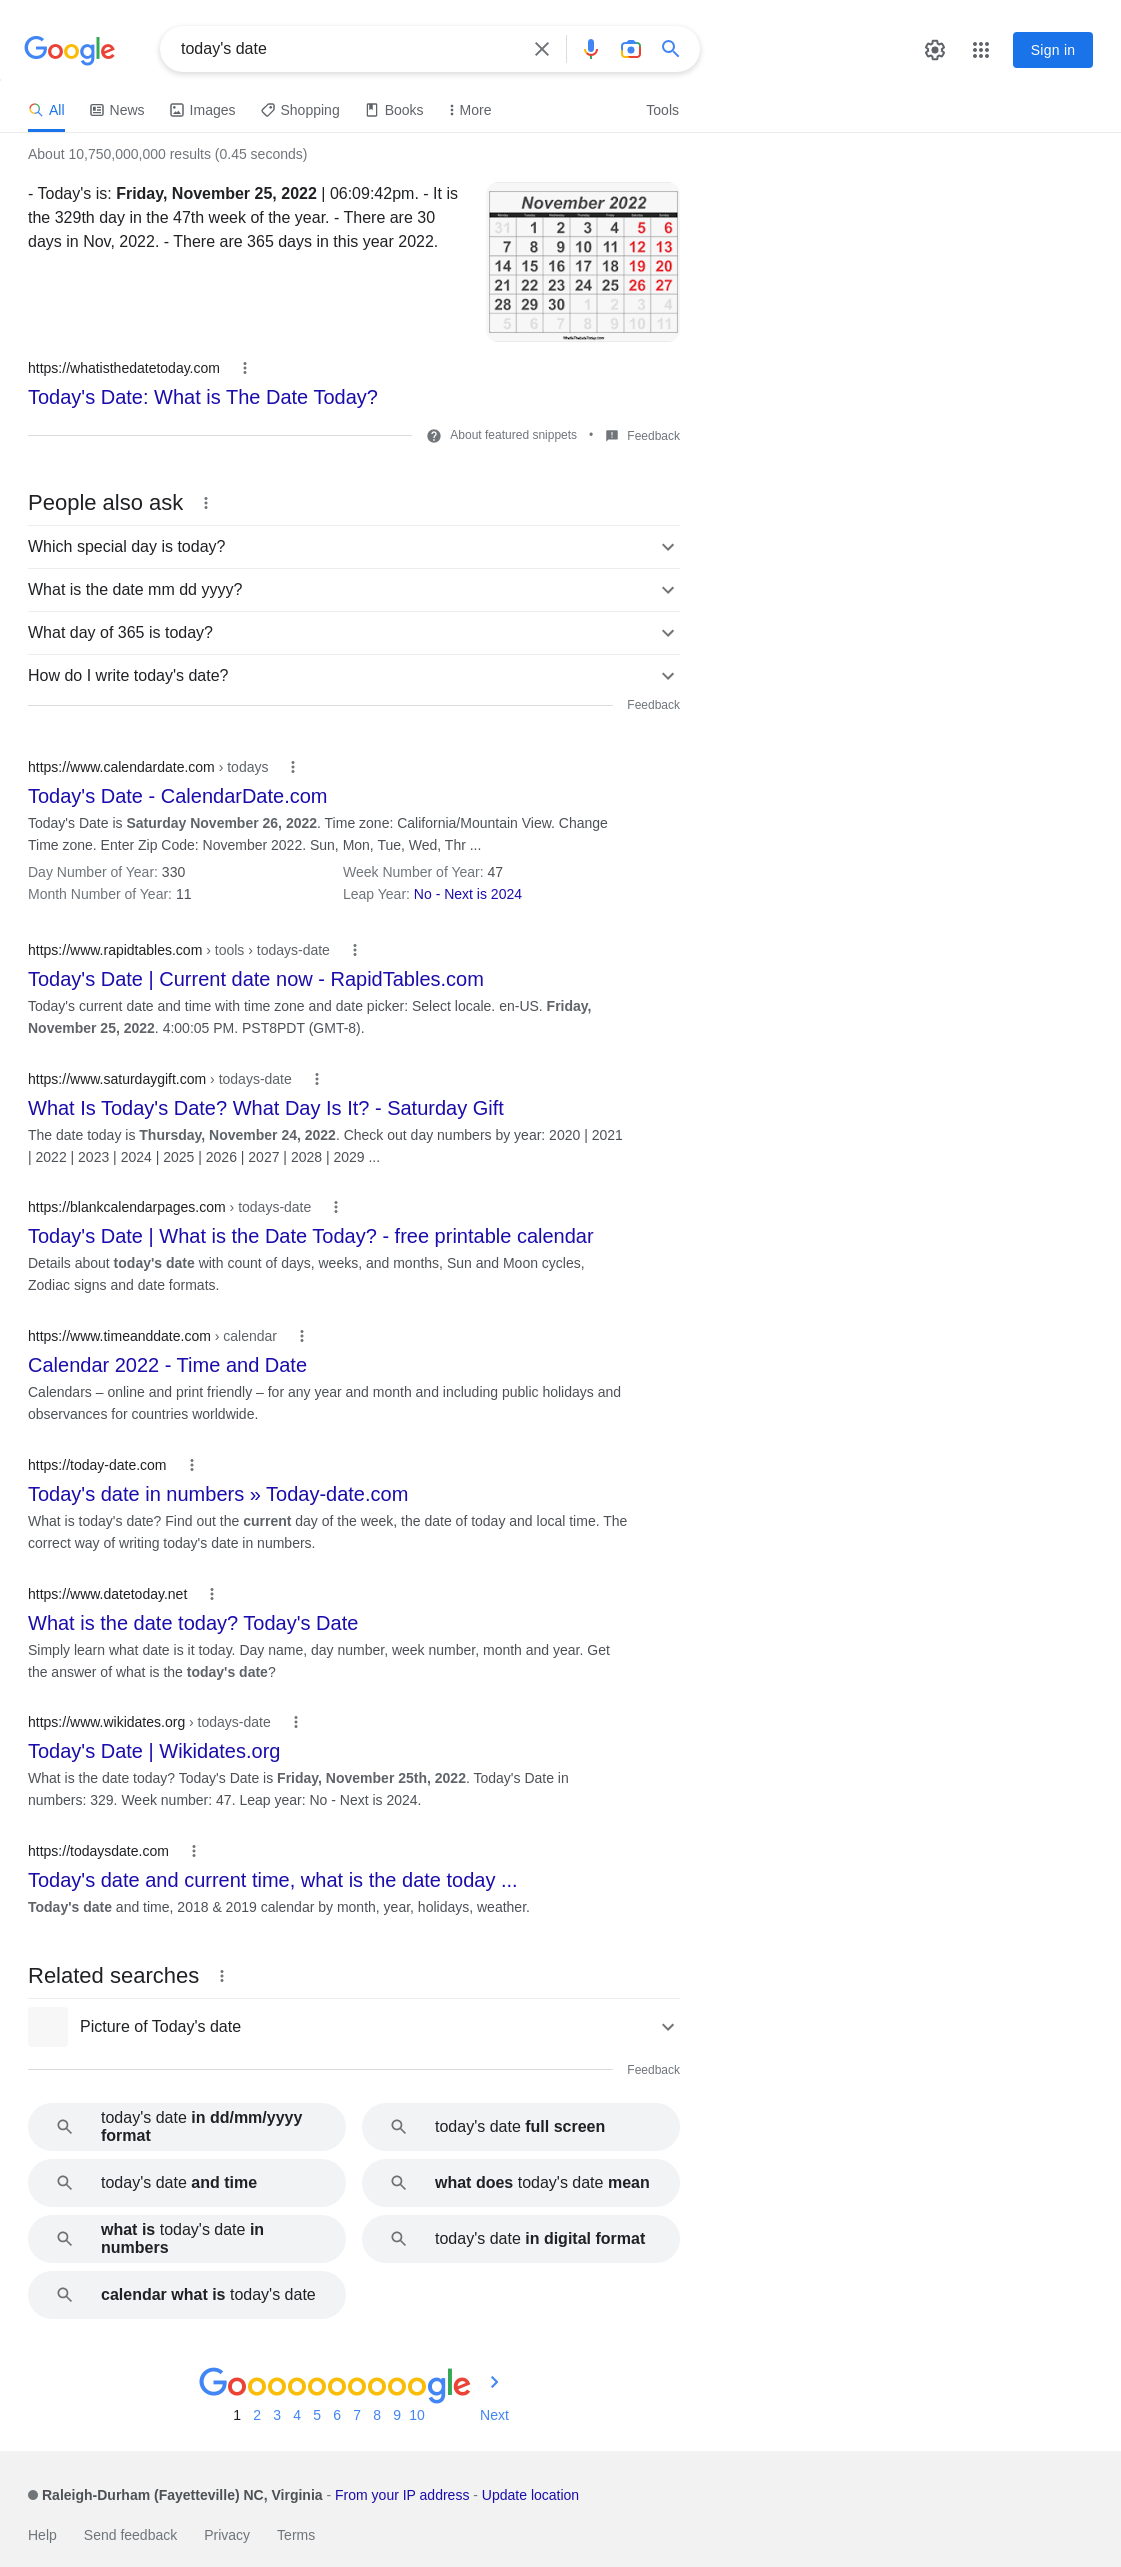 Google
today's date
Sign in
All
News
Images
Shopping
Books
More
Tools
About 10,750,000,000 results (0.45 seconds)
- Today's is: Friday, November 25, 2022 | 06:09:42pm. - It is
the 329th day in the 47th week of the year. - There are 30
days in Nov, 2022. - There are 365 days in this year 2022.
November 2022
Monday Tuesday Wednesday Thursday Friday Saturday Sunday
31 1 2 3 4 5 6
7 8 9 10 11 12 13
14 15 16 17 18 19 20
21 22 23 24 25 26 27
28 29 30 1 2 3 4
5 6 7 8 9 10 11
WhatIsTheDateToday.com
https://whatisthedatetoday.com
Today's Date: What is The Date Today?
About featured snippets • Feedback
People also ask
Which special day is today?
What is the date mm dd yyyy?
What day of 365 is today?
How do I write today's date?
Feedback
https://www.calendardate.com › todays
Today's Date - CalendarDate.com
Today's Date is Saturday November 26, 2022. Time zone: California/Mountain View. Change
Time zone. Enter Zip Code: November 2022. Sun, Mon, Tue, Wed, Thr ...
Day Number of Year: 330
Week Number of Year: 47
Month Number of Year: 11
Leap Year: No - Next is 2024
https://www.rapidtables.com › tools › todays-date
Today's Date | Current date now - RapidTables.com
Today's current date and time with time zone and date picker: Select locale. en-US. Friday,
November 25, 2022. 4:00:05 PM. PST8PDT (GMT-8).
https://www.saturdaygift.com › todays-date
What Is Today's Date? What Day Is It? - Saturday Gift
The date today is Thursday, November 24, 2022. Check out day numbers by year: 2020 | 2021
| 2022 | 2023 | 2024 | 2025 | 2026 | 2027 | 2028 | 2029 ...
https://blankcalendarpages.com › todays-date
Today's Date | What is the Date Today? - free printable calendar
Details about today's date with count of days, weeks, and months, Sun and Moon cycles,
Zodiac signs and date formats.
https://www.timeanddate.com › calendar
Calendar 2022 - Time and Date
Calendars – online and print friendly – for any year and month and including public holidays and
observances for countries worldwide.
https://today-date.com
Today's date in numbers » Today-date.com
What is today's date? Find out the current day of the week, the date of today and local time. The
correct way of writing today's date in numbers.
https://www.datetoday.net
What is the date today? Today's Date
Simply learn what date is it today. Day name, day number, week number, month and year. Get
the answer of what is the today's date?
https://www.wikidates.org › todays-date
Today's Date | Wikidates.org
What is the date today? Today's Date is Friday, November 25th, 2022. Today's Date in
numbers: 329. Week number: 47. Leap year: No - Next is 2024.
https://todaysdate.com
Today's date and current time, what is the date today ...
Today's date and time, 2018 & 2019 calendar by month, year, holidays, weather.
Related searches
Picture of Today's date
Feedback
today's date in dd/mm/yyyy
format
today's date full screen
today's date and time
what does today's date mean
what is today's date in
numbers
today's date in digital format
calendar what is today's date
Goooooooooogle
1 2 3 4 5 6 7 8 9 10 Next
Raleigh-Durham (Fayetteville) NC, Virginia - From your IP address - Update location
Help Send feedback Privacy Terms